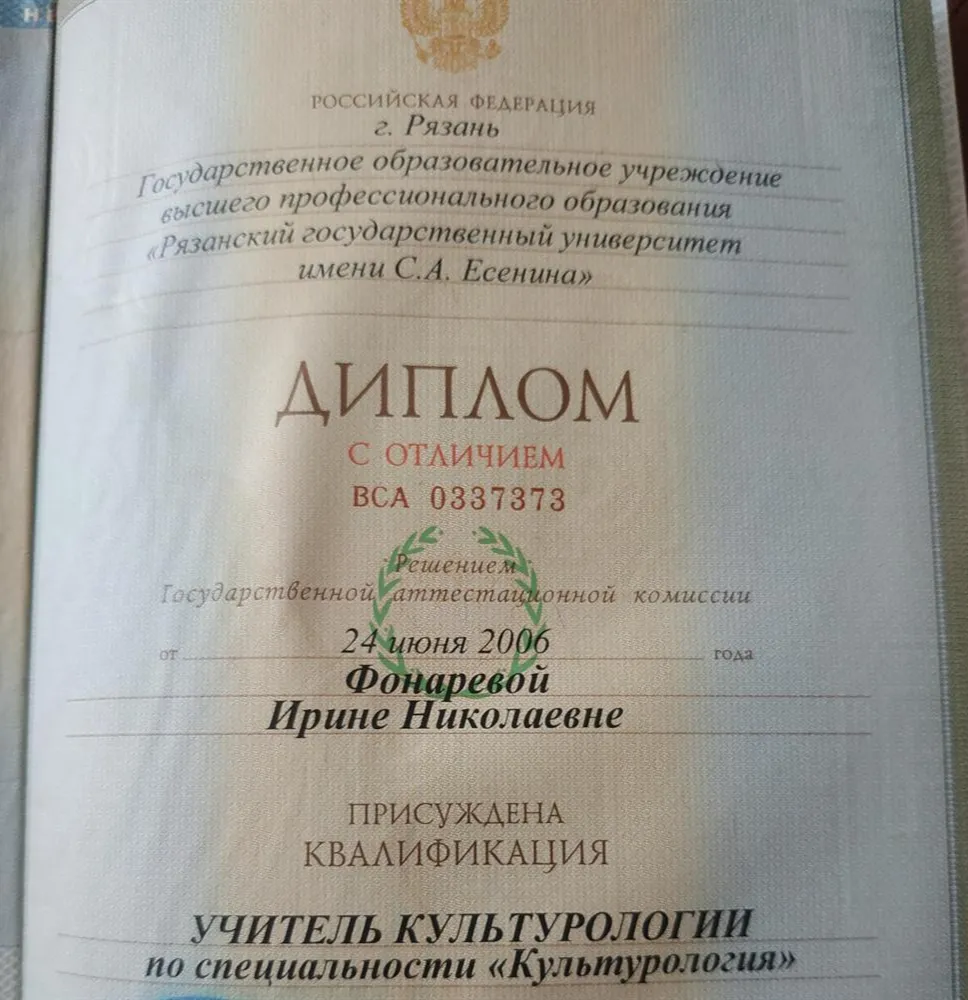 РОССИЙСКАЯ ФЕДЕРАЦИЯ
г. Рязань
Государственное образовательное учреждение
высшего профессионального образования
«Рязанский государственный университет
имени С.А. Есенина»
ДИПЛОМ
С ОТЛИЧИЕМ
ВСА 0337373
Решением
Государственной аттестационной комиссии
от 24 июня 2006 года
Фонаревой
Ирине Николаевне
ПРИСУЖДЕНА
КВАЛИФИКАЦИЯ
УЧИТЕЛЬ КУЛЬТУРОЛОГИИ
по специальности «Культурология»